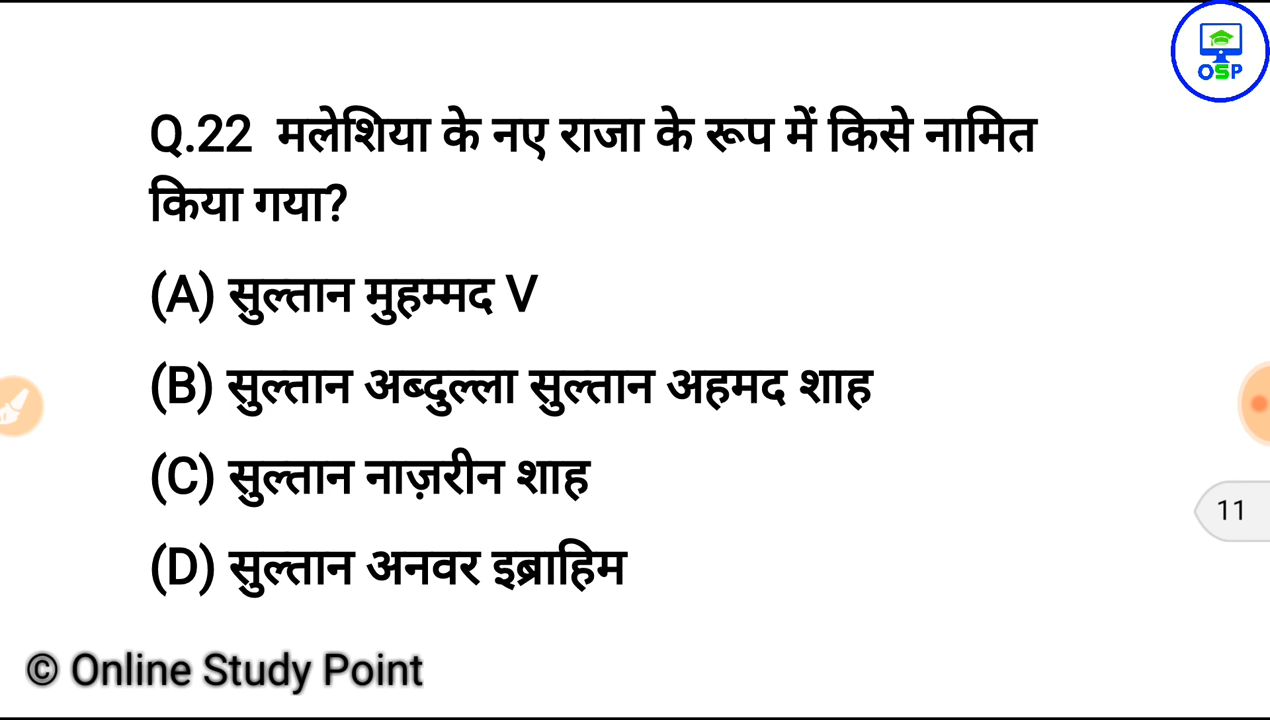 OSP
Q.22 मलेशिया के नए राजा के रूप में किसे नामित
किया गया?
(A) सुल्तान मुहम्मद V
(B) सुल्तान अब्दुल्ला सुल्तान अहमद शाह
(C) सुल्तान नाज़रीन शाह
11
(D) सुल्तान अनवर इब्राहिम
© Online Study Point